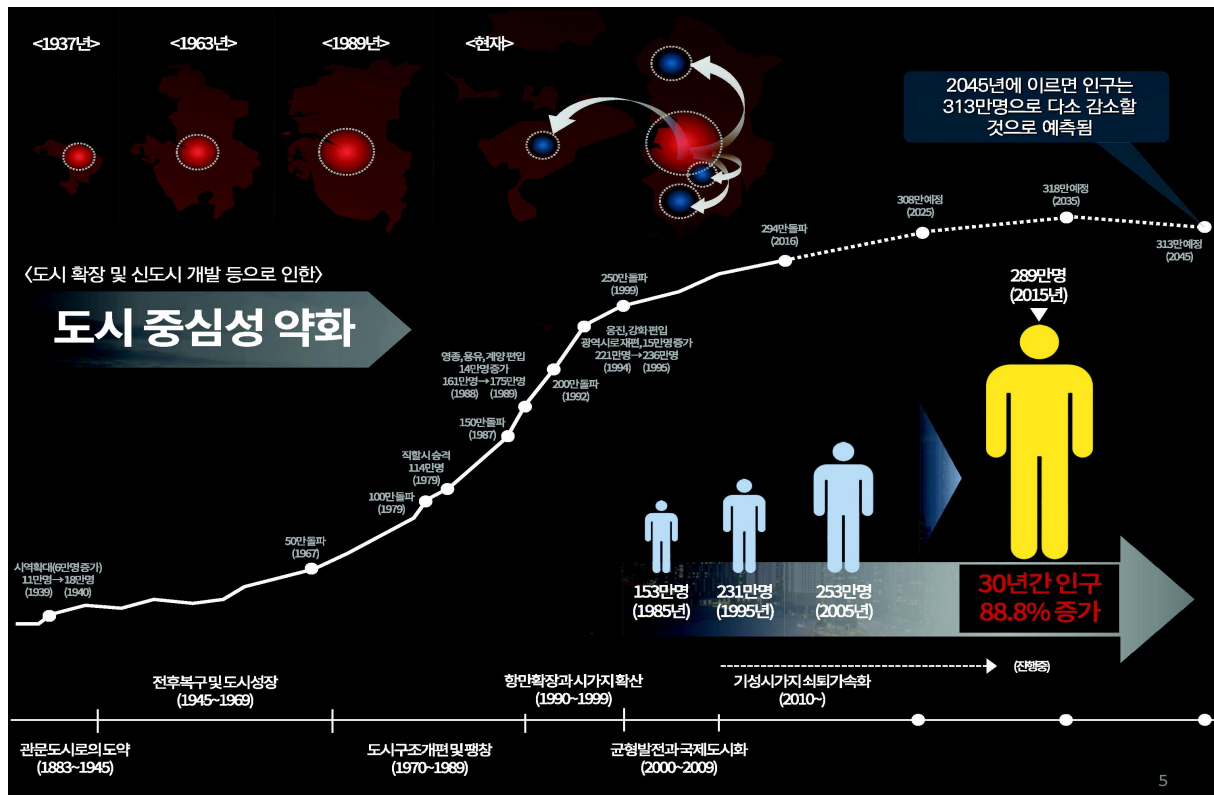 <1937년>
<1963년>
<1989년>
<현재>
2045년에 이르면 인구는
313만명으로 다소 감소할
것으로 예측됨
〈도시 확장 및 신도시 개발 등으로 인한〉
도시 중심성 약화
시역확대(6만명 증가)
11만명→18만명
(1939) (1940)
50만 돌파
(1967)
100만 돌파
(1979)
직할시 승격
114만명
(1979)
150만 돌파
(1987)
영종, 용유, 계양 편입
14만명 증가
161만명→175만명
(1988) (1989)
200만 돌파
(1992)
옹진, 강화 편입
광역시로 재편, 15만명 증가
221만명→236만명
(1994) (1995)
250만 돌파
(1999)
294만 돌파
(2016)
308만 예정
(2025)
318만 예정
(2035)
313만 예정
(2045)
289만명
(2015년)
153만명
(1985년)
231만명
(1995년)
253만명
(2005년)
30년간 인구
88.8% 증가
관문도시로의 도약
(1883~1945)
전후복구 및 도시성장
(1945~1969)
도시구조개편 및 팽창
(1970~1989)
항만확장과 시가지 확산
(1990~1999)
균형발전과 국제도시화
(2000~2009)
기성시가지 쇠퇴가속화
(2010~)
(진행중)
5